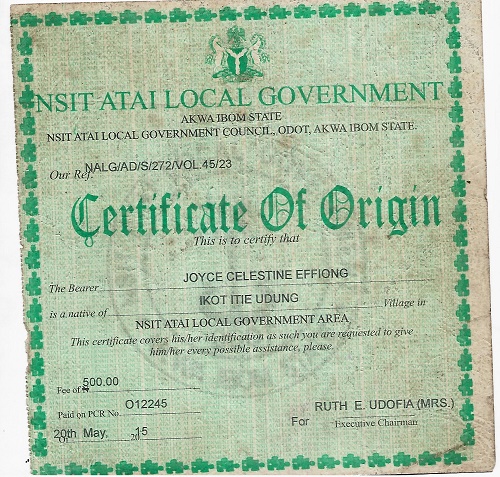 NSIT ATAI LOCAL GOVERNMENT
AKWA IBOM STATE
NSIT ATAI LOCAL GOVERNMENT COUNCIL, ODOT, AKWA IBOM STATE.
Our Ref. NALG/AD/S/272/VOL.45/23
Certificate Of Origin
This is to certify that
The Bearer JOYCE CELESTINE EFFIONG
is a native of IKOT ITIE UDUNG Village in
NSIT ATAI LOCAL GOVERNMENT AREA
This certificate covers his/her identification as such you are requested to give
him/her every possible assistance, please.
Fee of 500.00
Paid on PCR No. O12245
20th May, 2015
For RUTH E. UDOFIA (MRS.)
Executive Chairman